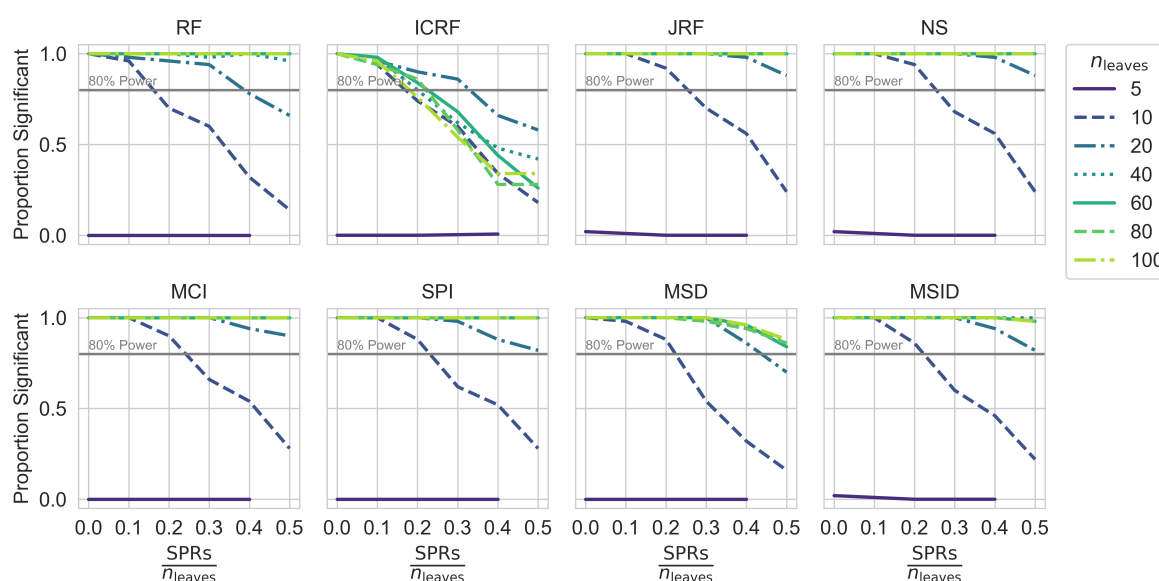 RF ICRF JRF NS
Proportion Significant
1.0
0.5
0.0
80% Power 80% Power 80% Power 80% Power
n_leaves
5
10
20
40
60
80
100
MCI SPI MSD MSID
Proportion Significant
1.0
0.5
0.0
80% Power 80% Power 80% Power 80% Power
0.0 0.1 0.2 0.3 0.4 0.5 0.0 0.1 0.2 0.3 0.4 0.5 0.0 0.1 0.2 0.3 0.4 0.5 0.0 0.1 0.2 0.3 0.4 0.5
SPRs SPRs SPRs SPRs
n_leaves n_leaves n_leaves n_leaves